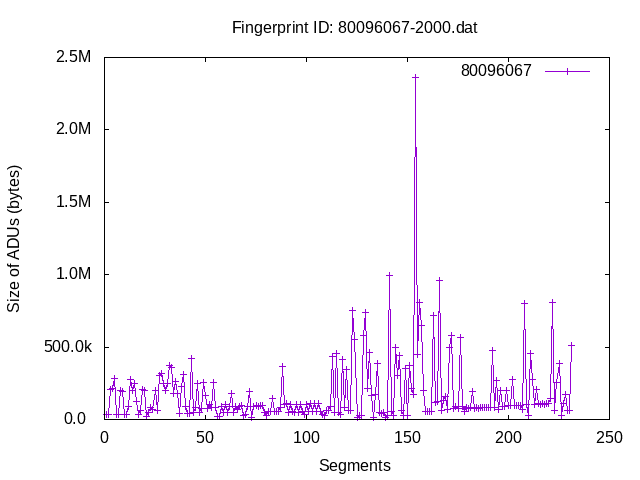 Fingerprint ID: 80096067-2000.dat
80096067
Size of ADUs (bytes)
2.5M
2.0M
1.5M
1.0M
500.0k
0.0
0 50 100 150 200 250
Segments